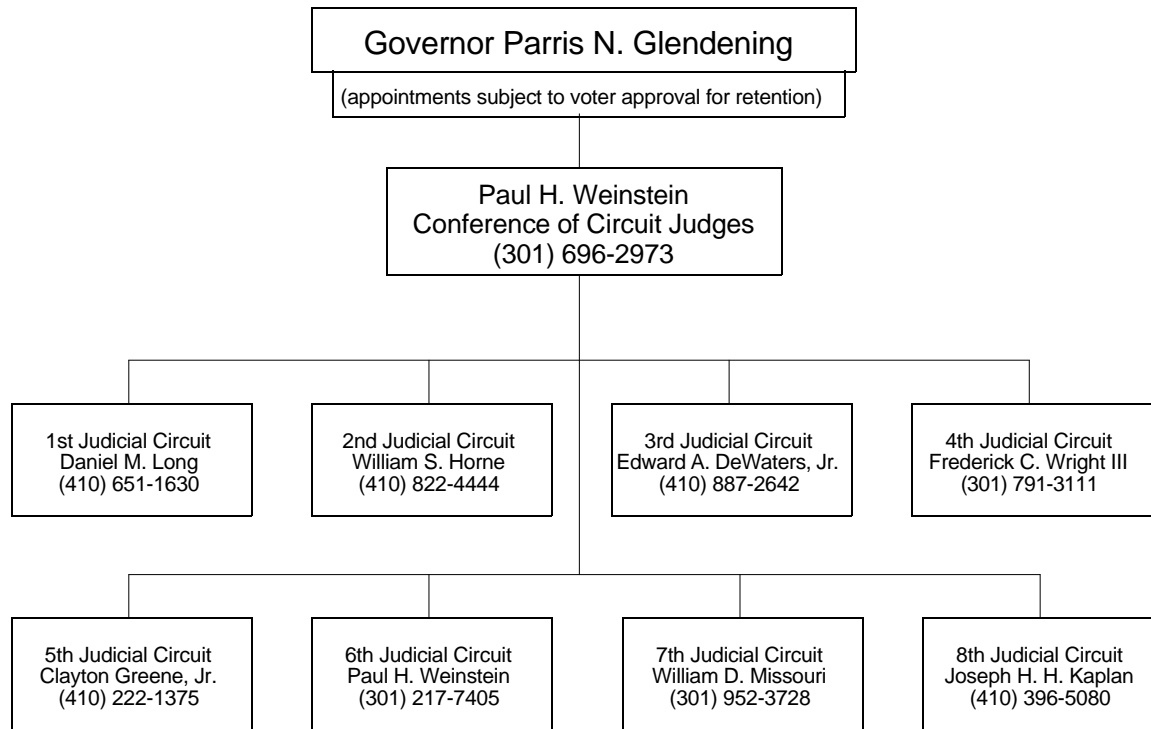 Governor Parris N. Glendening
(appointments subject to voter approval for retention)
Paul H. Weinstein
Conference of Circuit Judges
(301) 696-2973
1st Judicial Circuit
Daniel M. Long
(410) 651-1630
2nd Judicial Circuit
William S. Horne
(410) 822-4444
3rd Judicial Circuit
Edward A. DeWaters, Jr.
(410) 887-2642
4th Judicial Circuit
Frederick C. Wright III
(301) 791-3111
5th Judicial Circuit
Clayton Greene, Jr.
(410) 222-1375
6th Judicial Circuit
Paul H. Weinstein
(301) 217-7405
7th Judicial Circuit
William D. Missouri
(301) 952-3728
8th Judicial Circuit
Joseph H. H. Kaplan
(410) 396-5080